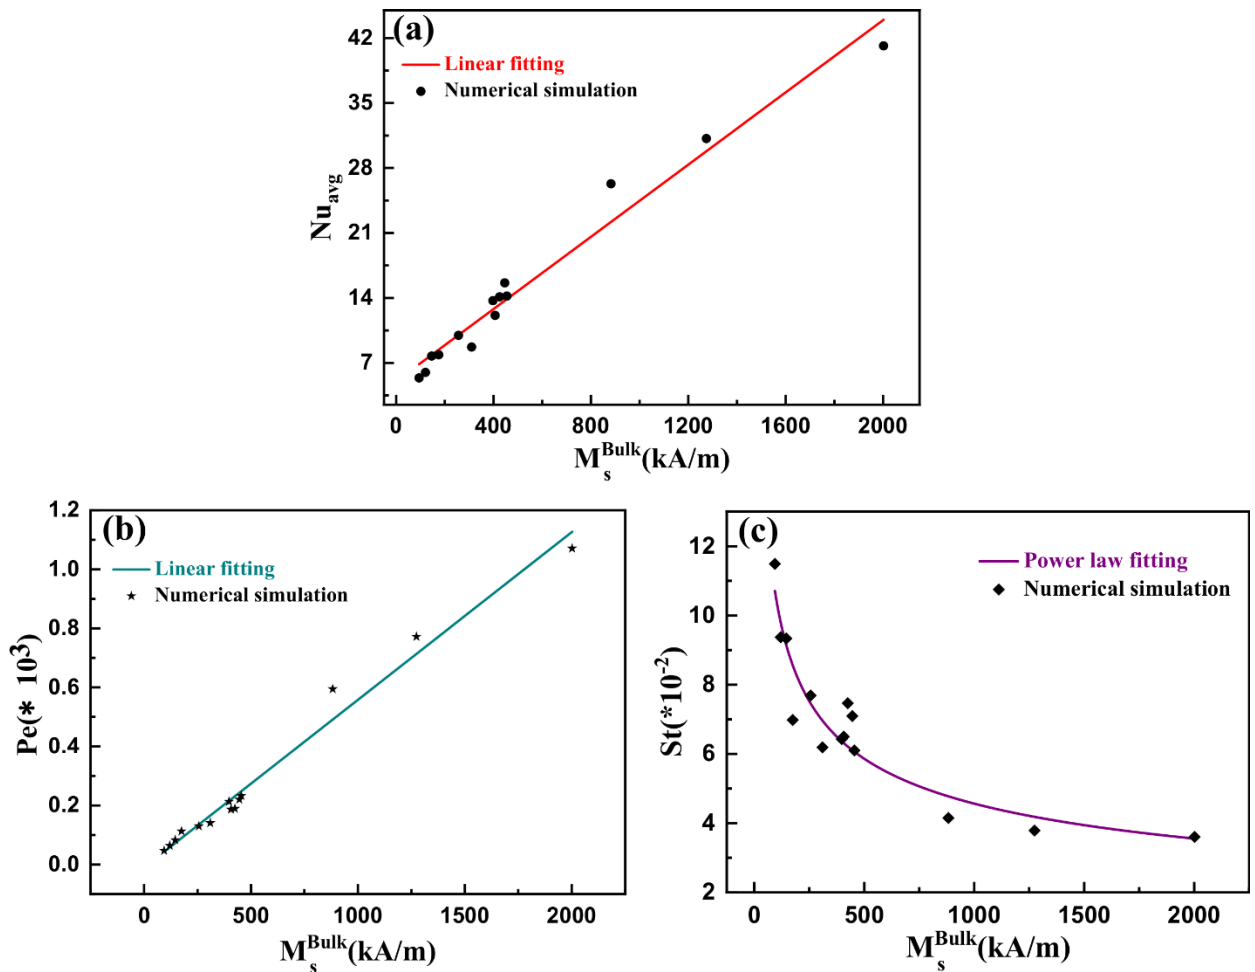 (a)
Linear fitting
Numerical simulation
42
35
28
21
14
7
Nu_avg
0 400 800 1200 1600 2000
M_s^Bulk(kA/m)
(b)
Linear fitting
Numerical simulation
1.2
1.0
0.8
0.6
0.4
0.2
0.0
Pe(* 10^3)
0 500 1000 1500 2000
M_s^Bulk(kA/m)
(c)
Power law fitting
Numerical simulation
12
10
8
6
4
2
St(*10^-2)
0 500 1000 1500 2000
M_s^Bulk(kA/m)